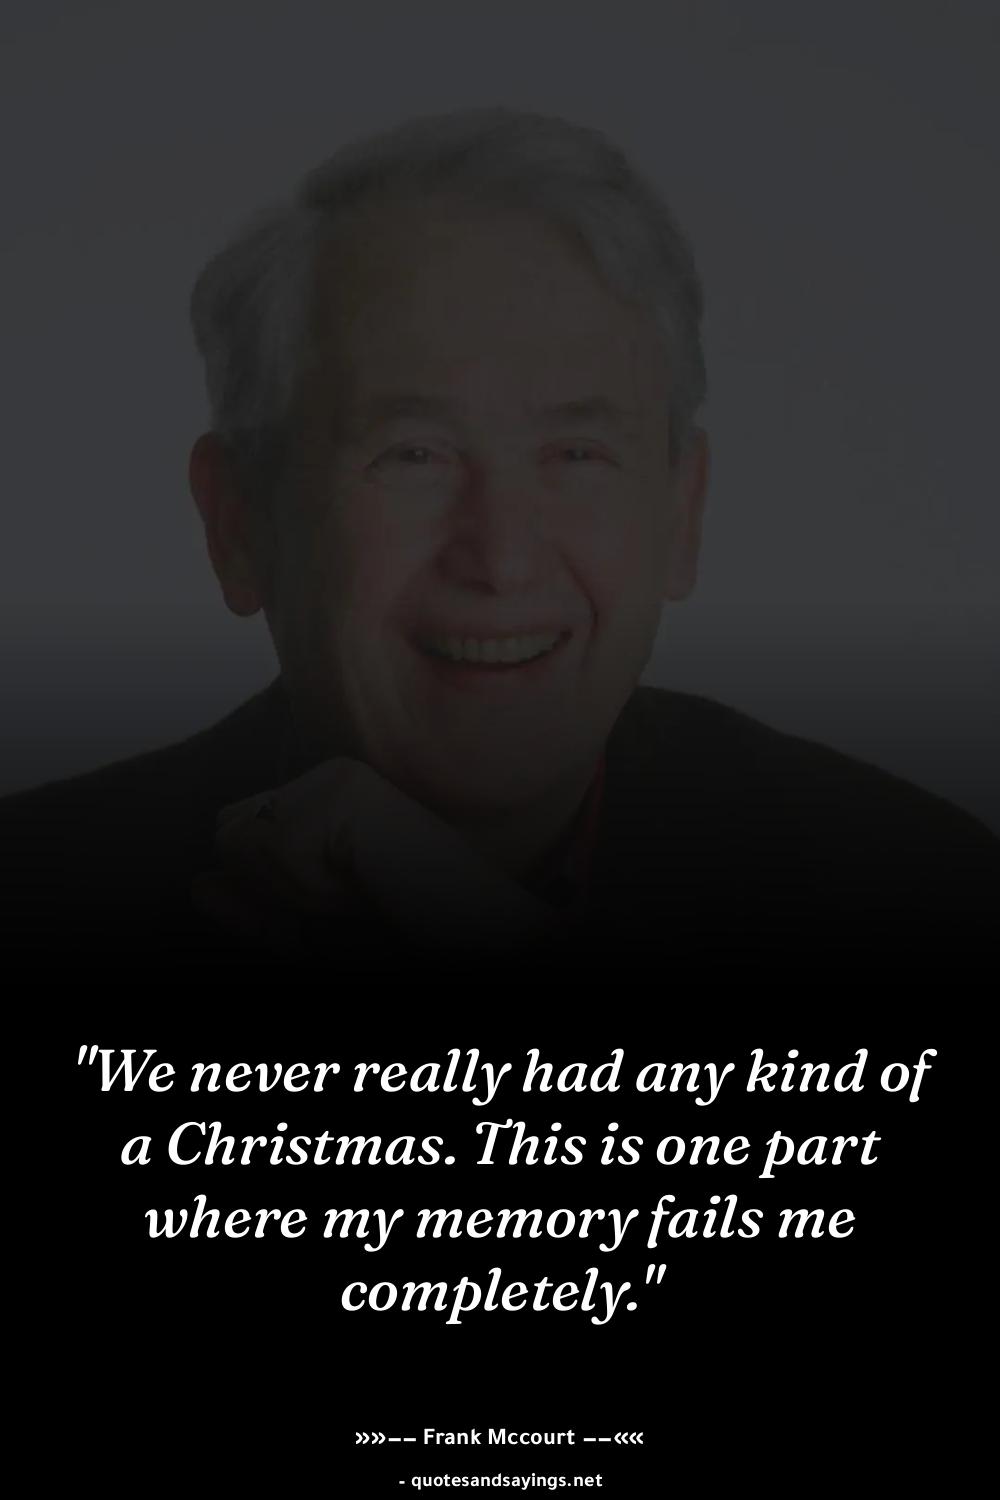 "We never really had any kind of
a Christmas. This is one part
where my memory fails me
completely."
»»−− Frank Mccourt −−««
- quotesandsayings.net